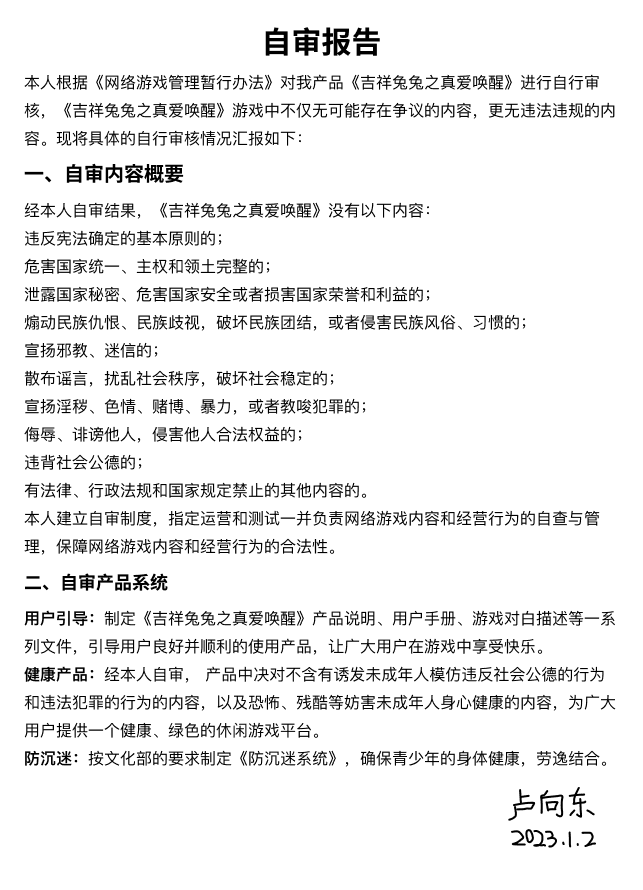 自审报告
本人根据《网络游戏管理暂行办法》对我产品《吉祥兔兔之真爱唤醒》进行自行审
核，《吉祥兔兔之真爱唤醒》游戏中不仅无可能存在争议的内容，更无违法违规的内
容。现将具体的自行审核情况汇报如下：
一、自审内容概要
经本人自审结果，《吉祥兔兔之真爱唤醒》没有以下内容：
违反宪法确定的基本原则的；
危害国家统一、主权和领土完整的；
泄露国家秘密、危害国家安全或者损害国家荣誉和利益的；
煽动民族仇恨、民族歧视，破坏民族团结，或者侵害民族风俗、习惯的；
宣扬邪教、迷信的；
散布谣言，扰乱社会秩序，破坏社会稳定的；
宣扬淫秽、色情、赌博、暴力，或者教唆犯罪的；
侮辱、诽谤他人，侵害他人合法权益的；
违背社会公德的；
有法律、行政法规和国家规定禁止的其他内容的。
本人建立自审制度，指定运营和测试一并负责网络游戏内容和经营行为的自查与管
理，保障网络游戏内容和经营行为的合法性。
二、自审产品系统
用户引导：制定《吉祥兔兔之真爱唤醒》产品说明、用户手册、游戏对白描述等一系
列文件，引导用户良好并顺利的使用产品，让广大用户在游戏中享受快乐。
健康产品：经本人自审， 产品中决对不含有诱发未成年人模仿违反社会公德的行为
和违法犯罪的行为的内容，以及恐怖、残酷等妨害未成年人身心健康的内容，为广大
用户提供一个健康、绿色的休闲游戏平台。
防沉迷：按文化部的要求制定《防沉迷系统》，确保青少年的身体健康，劳逸结合。
卢向东
2023.1.2